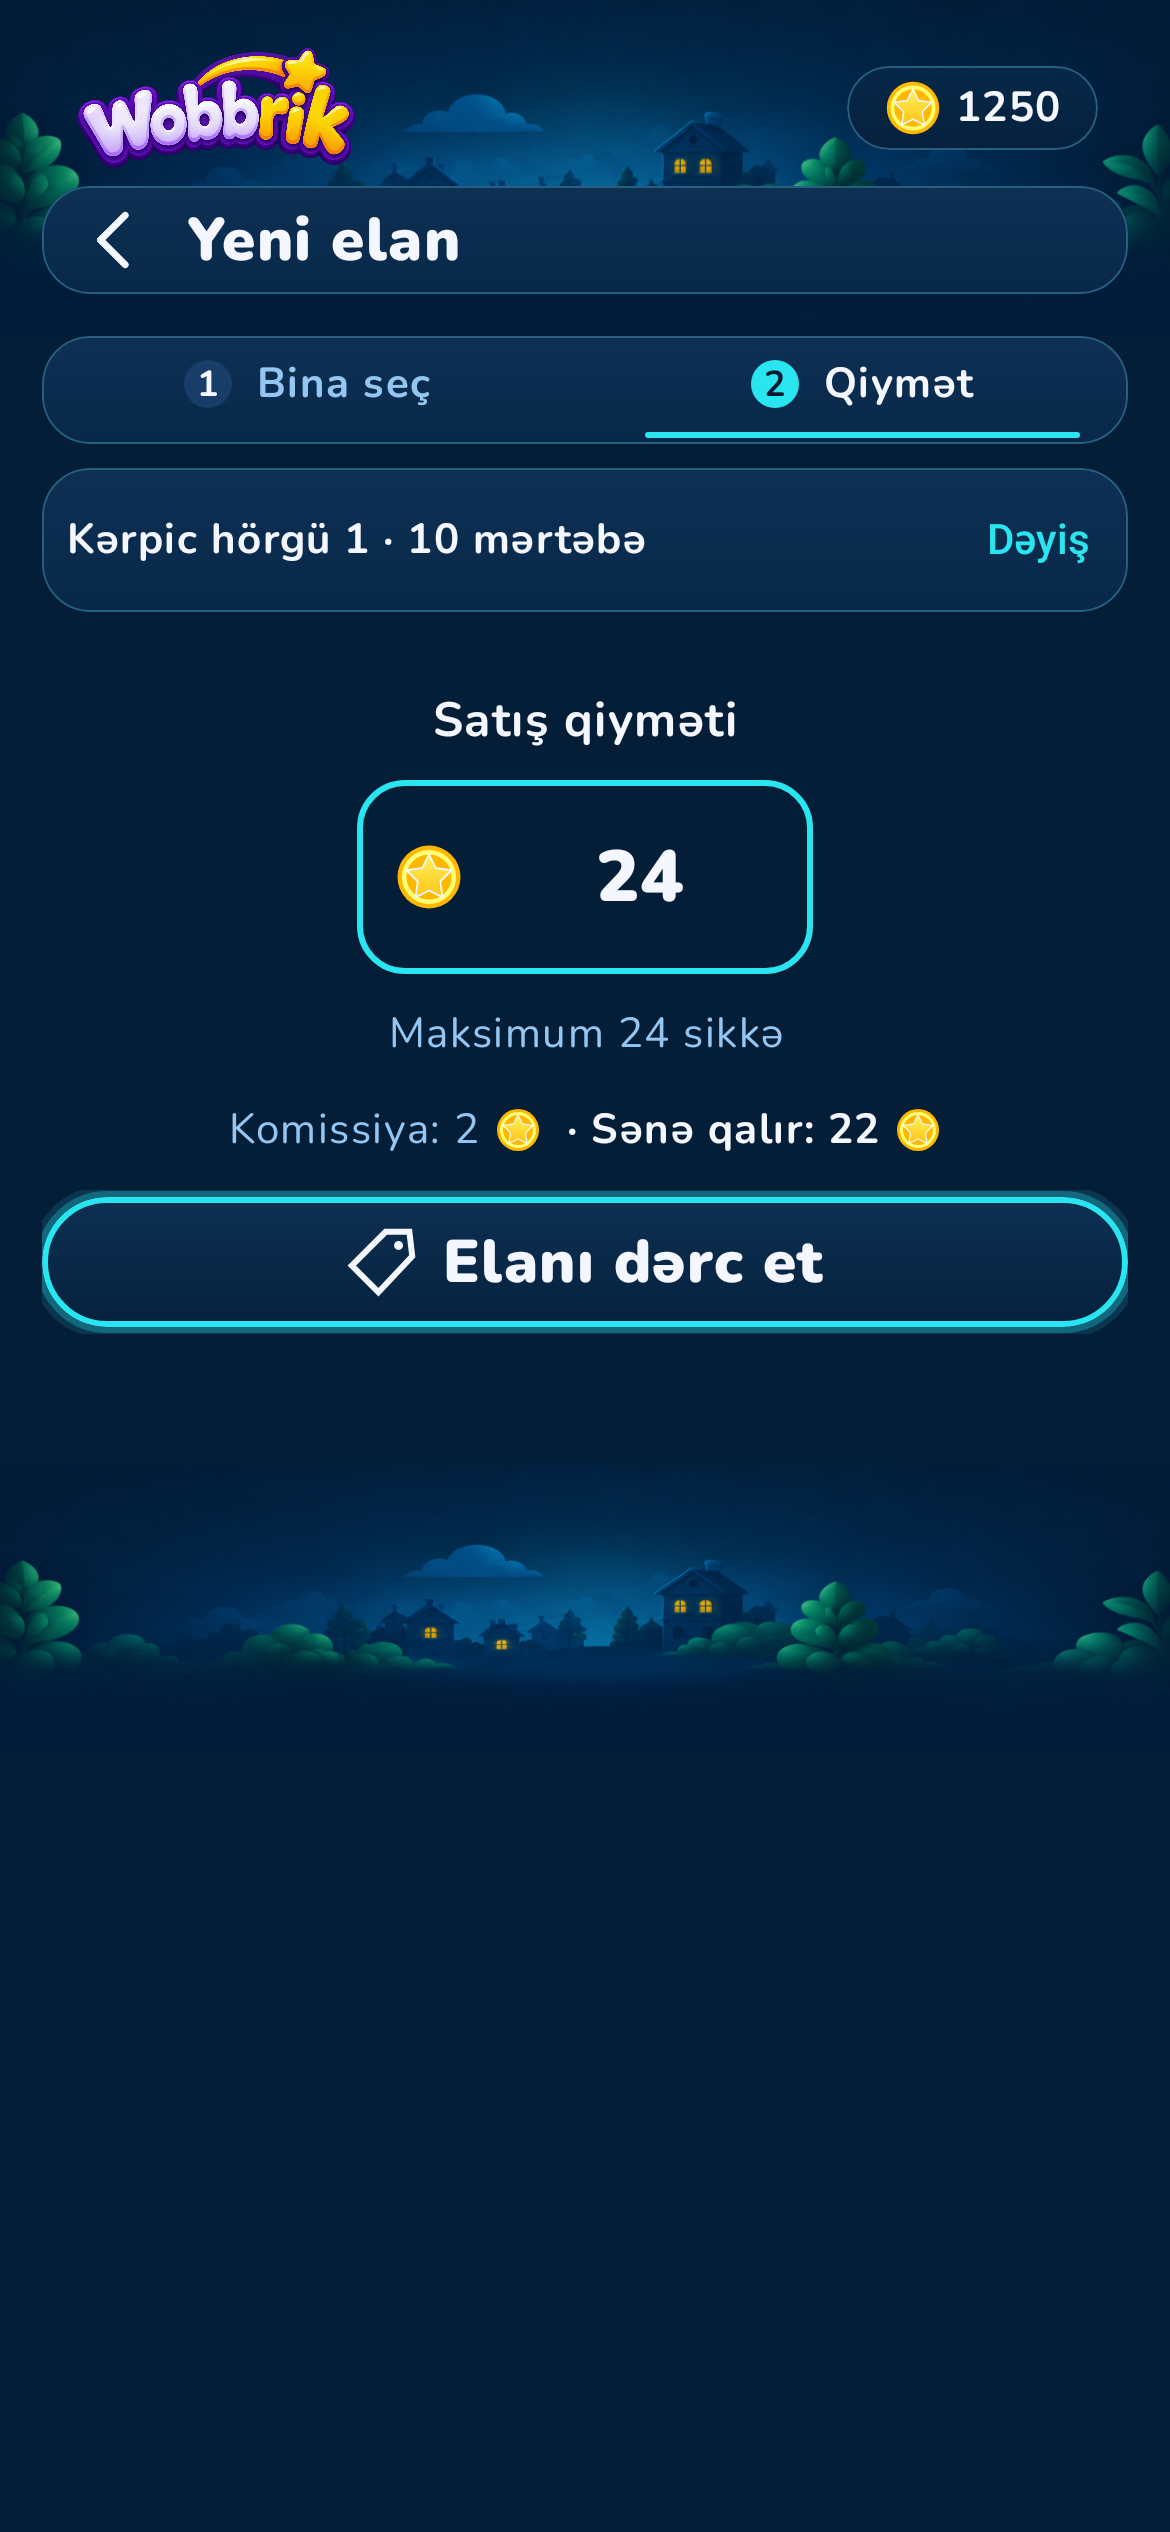 Wobbrik
1250
Yeni elan
1 Bina seç
2 Qiymət
Kərpic hörgü 1 · 10 mərtəbə
Dəyiş
Satış qiyməti
24
Maksimum 24 sikkə
Komissiya: 2 · Sənə qalır: 22
Elanı dərc et